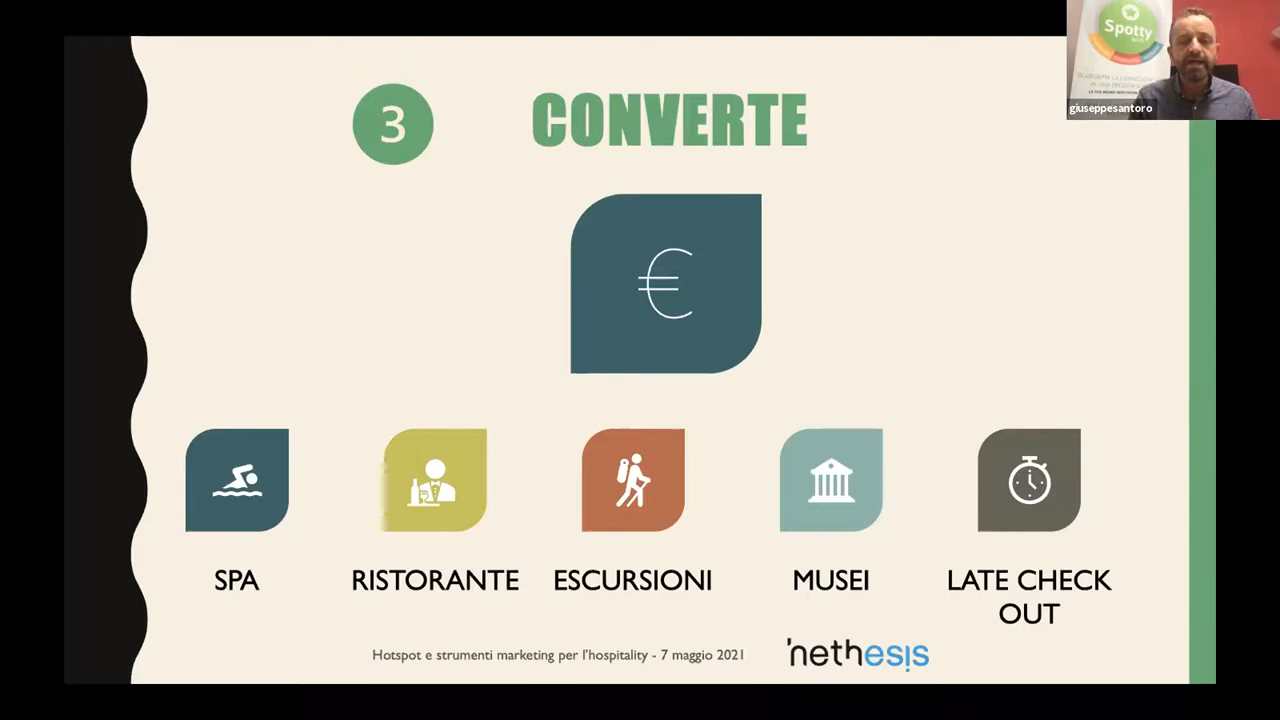 3
CONVERTE
€
SPA
RISTORANTE
ESCURSIONI
MUSEI
LATE CHECK
OUT
Hotspot e strumenti marketing per l'hospitality - 7 maggio 2021
nethesis
Spotty
giuseppesantoro